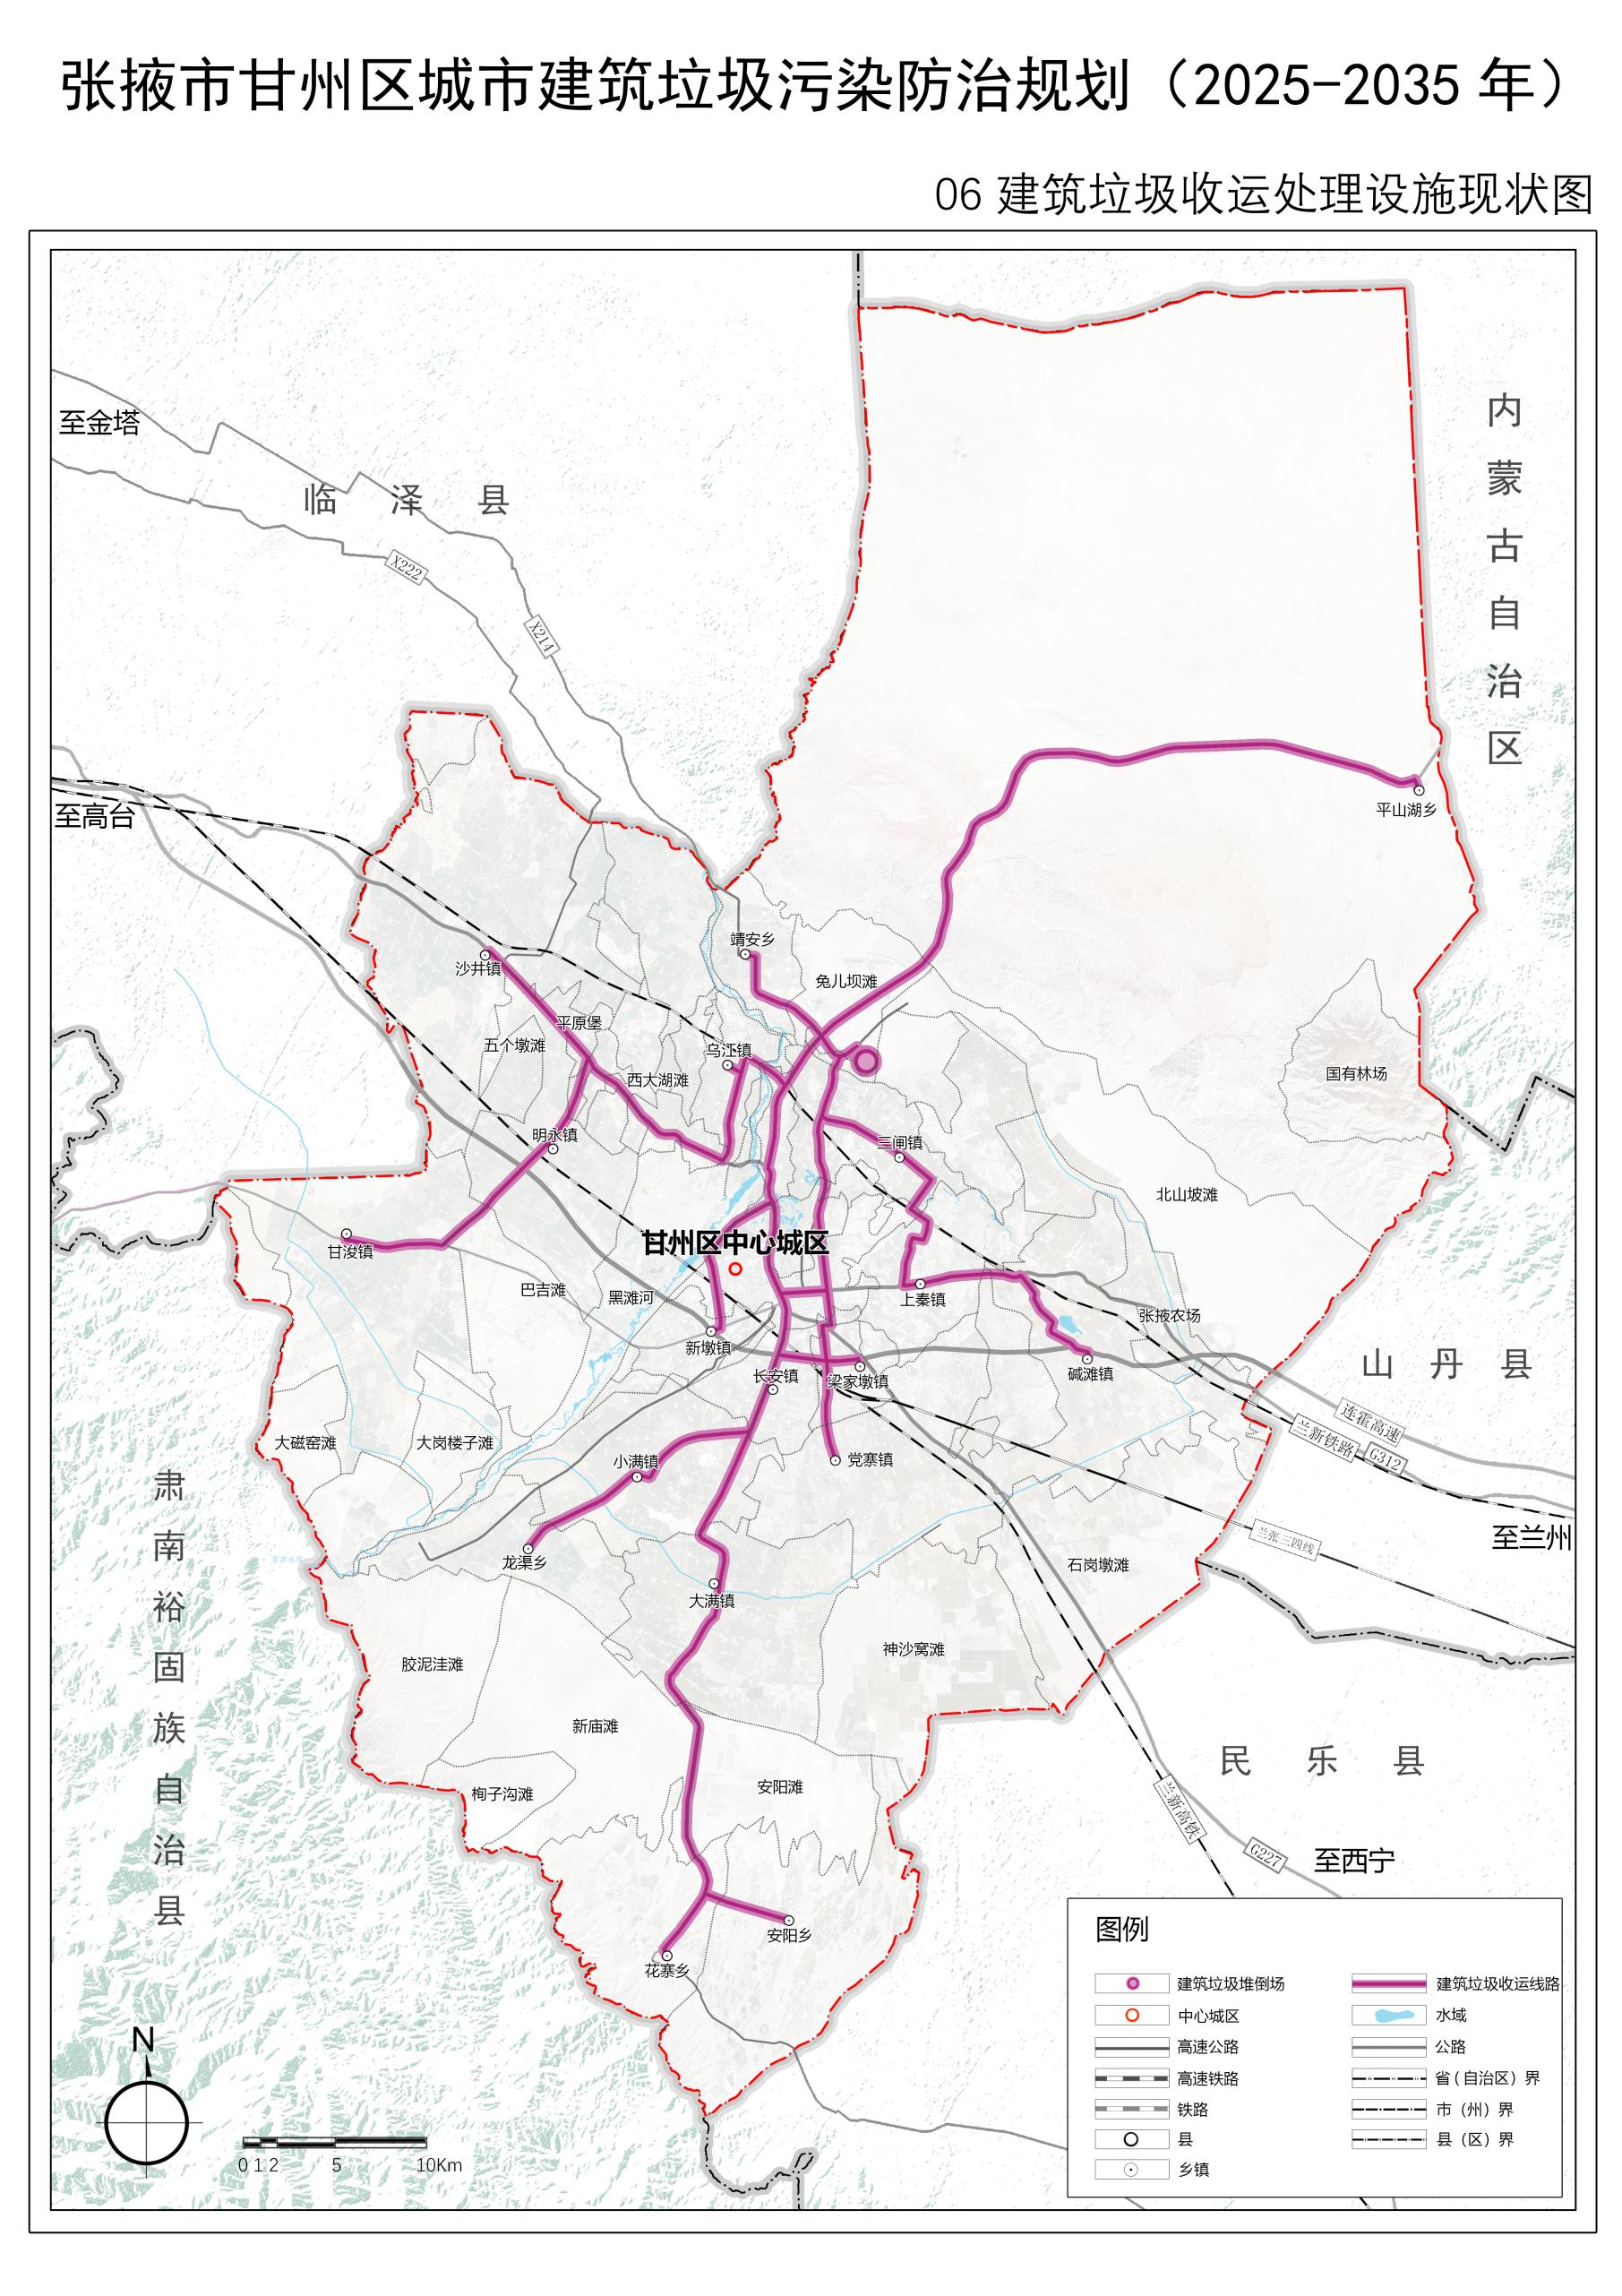 张掖市甘州区城市建筑垃圾污染防治规划（2025-2035 年）
06 建筑垃圾收运处理设施现状图
至金塔
临泽县
X222
X214
内蒙古自治区
至高台
平山湖乡
靖安乡
沙井镇
兔儿坝滩
平原堡
五个墩滩
乌江镇
西大湖滩
国有林场
明永镇
三闸镇
北山坡滩
甘州区中心城区
甘浚镇
巴吉滩
黑滩河
上秦镇
张掖农场
新墩镇
长安镇
梁家墩镇
碱滩镇
山丹县
连霍高速
兰新铁路
G312
大磁窑滩
大岗楼子滩
小满镇
党寨镇
至兰州
兰张三四线
龙渠乡
石岗墩滩
大满镇
肃南裕固族自治县
胶泥洼滩
神沙窝滩
新庙滩
民乐县
栒子沟滩
安阳滩
兰新高铁
G227
至西宁
安阳乡
花寨乡
图例
建筑垃圾堆倒场
建筑垃圾收运线路
中心城区
水域
高速公路
公路
高速铁路
省（自治区）界
铁路
市（州）界
县
县（区）界
乡镇
N
0 1 2 5 10Km